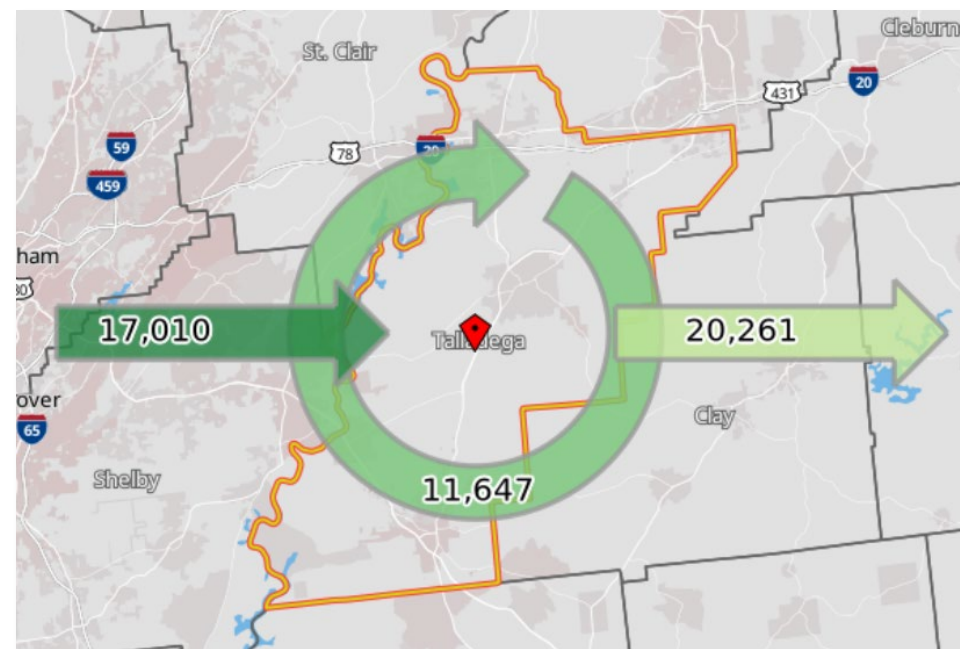 Cleburn
St. Clair
20
431
59
78
20
459
ham
30
17,010
20,261
Talladega
over
65
Clay
Shelby
11,647